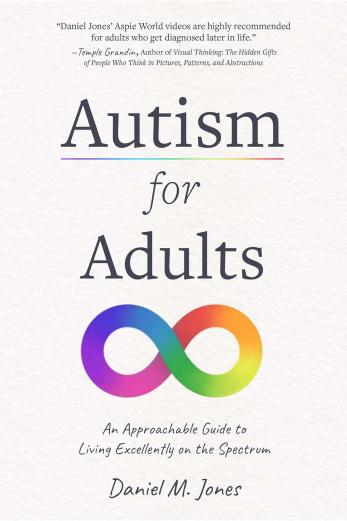 “Daniel Jones’ Aspie World videos are highly recommended
for adults who get diagnosed later in life.”
—Temple Grandin, Author of Visual Thinking: The Hidden Gifts
of People Who Think in Pictures, Patterns, and Abstractions
Autism
for
Adults
An Approachable Guide to
Living Excellently on the Spectrum
Daniel M. Jones